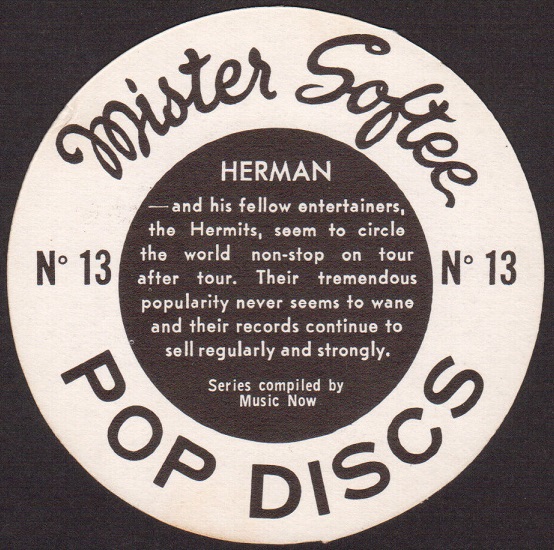 Mister Softee
HERMAN
—and his fellow entertainers,
the Hermits, seem to circle
the world non-stop on tour
after tour. Their tremendous
popularity never seems to wane
and their records continue to
sell regularly and strongly.
Series compiled by
Music Now
N° 13
N° 13
POP DISCS